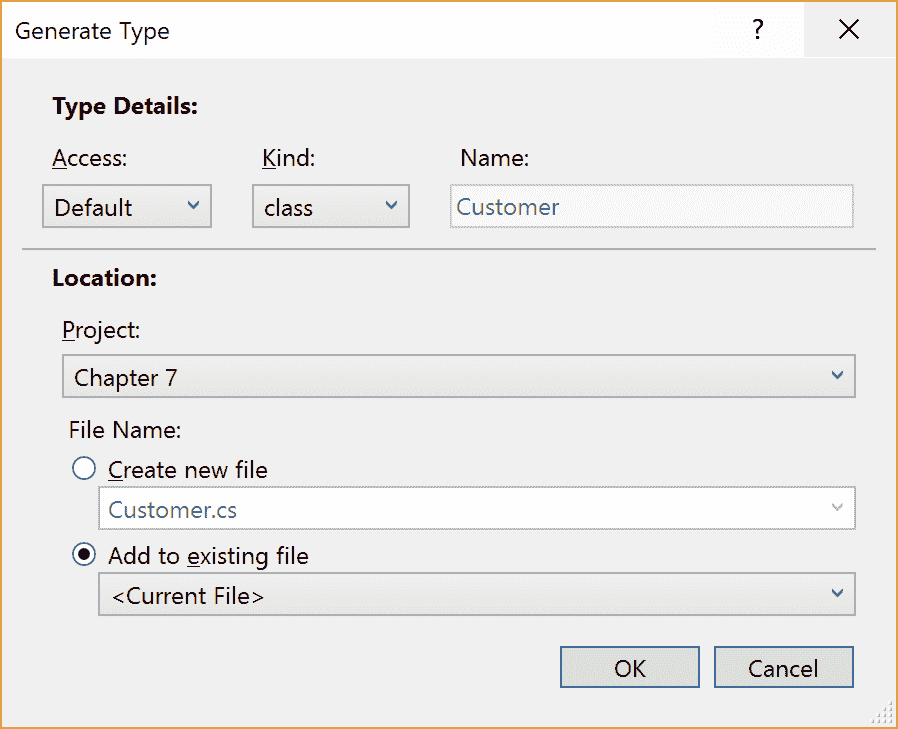 Generate Type ?
Type Details:
Access: Kind: Name:
Default class Customer
Location:
Project:
Chapter 7
File Name:
Create new file
Customer.cs
Add to existing file
<Current File>
OK Cancel